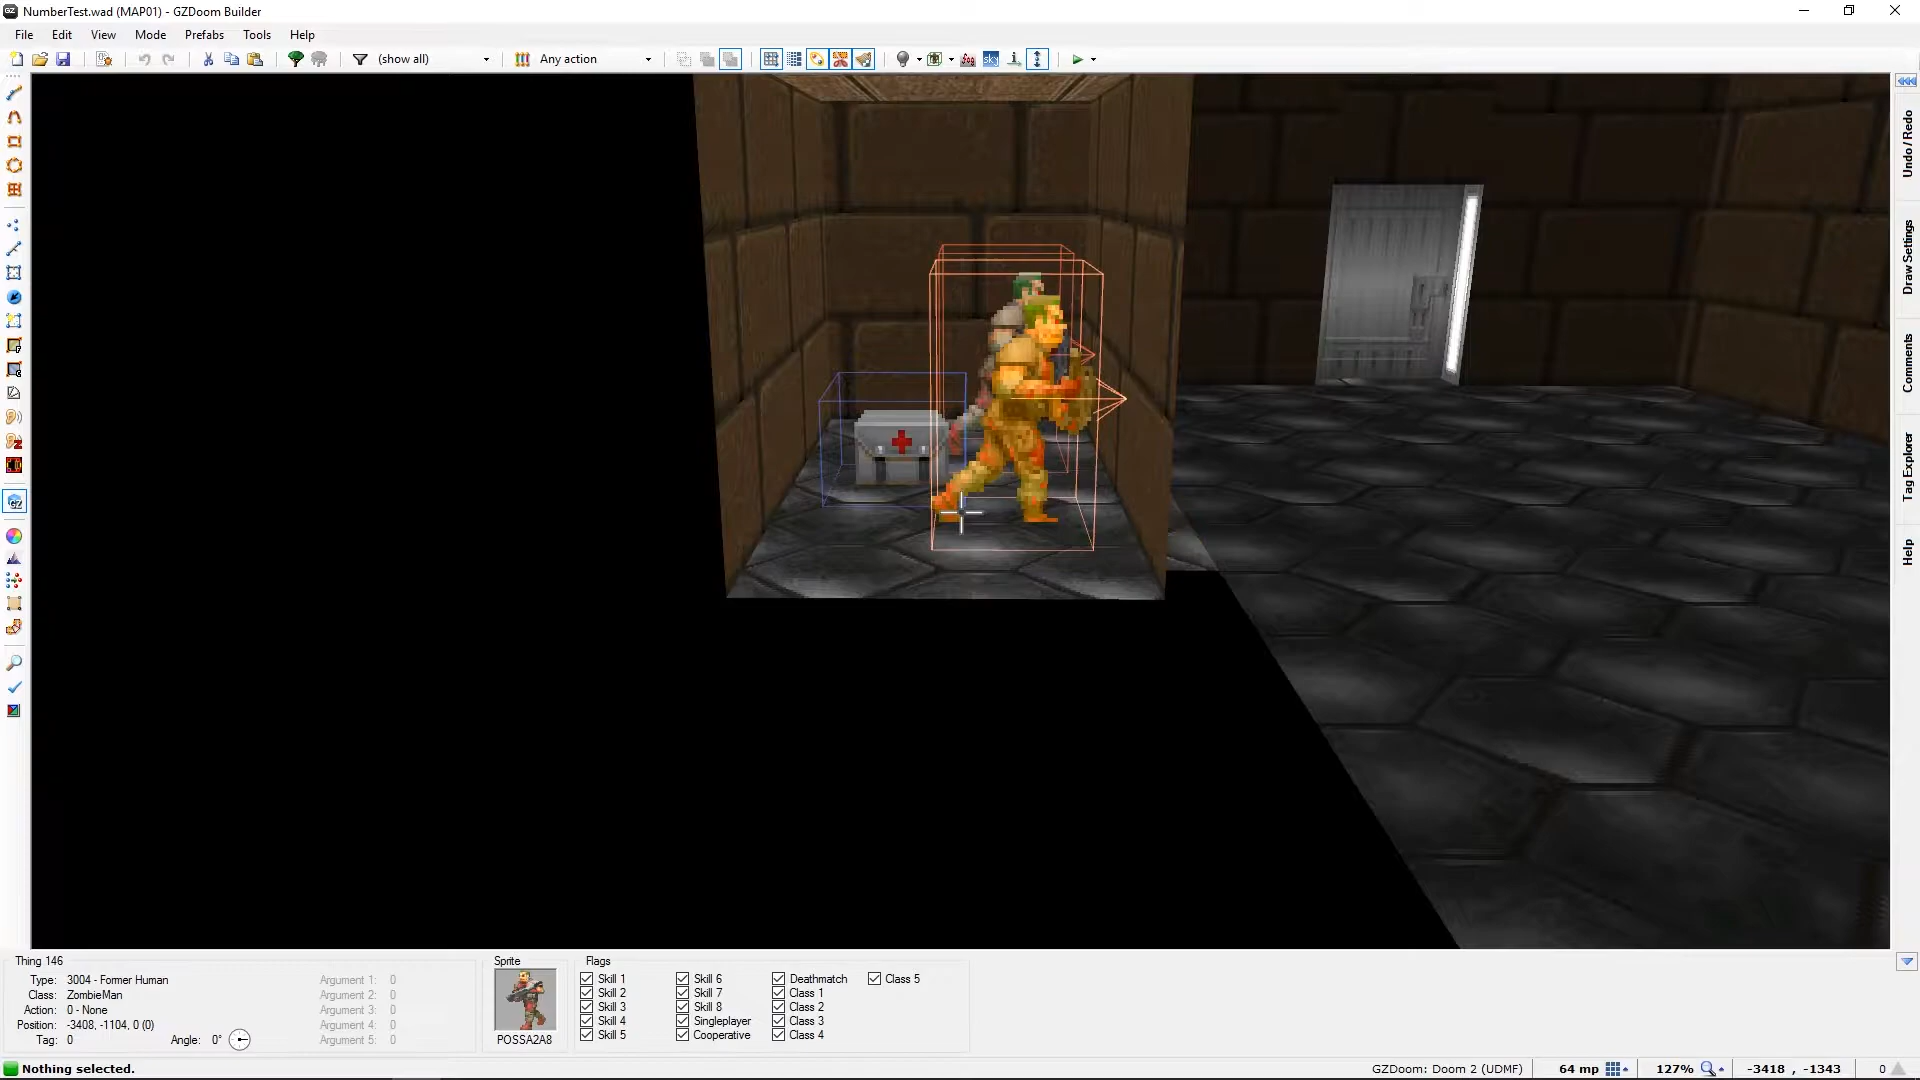 NumberTest.wad (MAP01) - GZDoom Builder
File Edit View Mode Prefabs Tools Help
(show all) Any action
Undo / Redo
Draw Settings
Comments
Tag Explorer
Help
Thing 146
Type: 3004 - Former Human
Class: ZombieMan
Action: 0 - None
Position: -3408, -1104, 0 (0)
Tag: 0 Angle: 0°
Argument 1: 0
Argument 2: 0
Argument 3: 0
Argument 4: 0
Argument 5: 0
Sprite
POSSA2A8
Flags
Skill 1 Skill 6 Deathmatch Class 5
Skill 2 Skill 7 Class 1
Skill 3 Skill 8 Class 2
Skill 4 Singleplayer Class 3
Skill 5 Cooperative Class 4
Nothing selected. GZDoom: Doom 2 (UDMF) 64 mp 127% -3418 , -1343 0